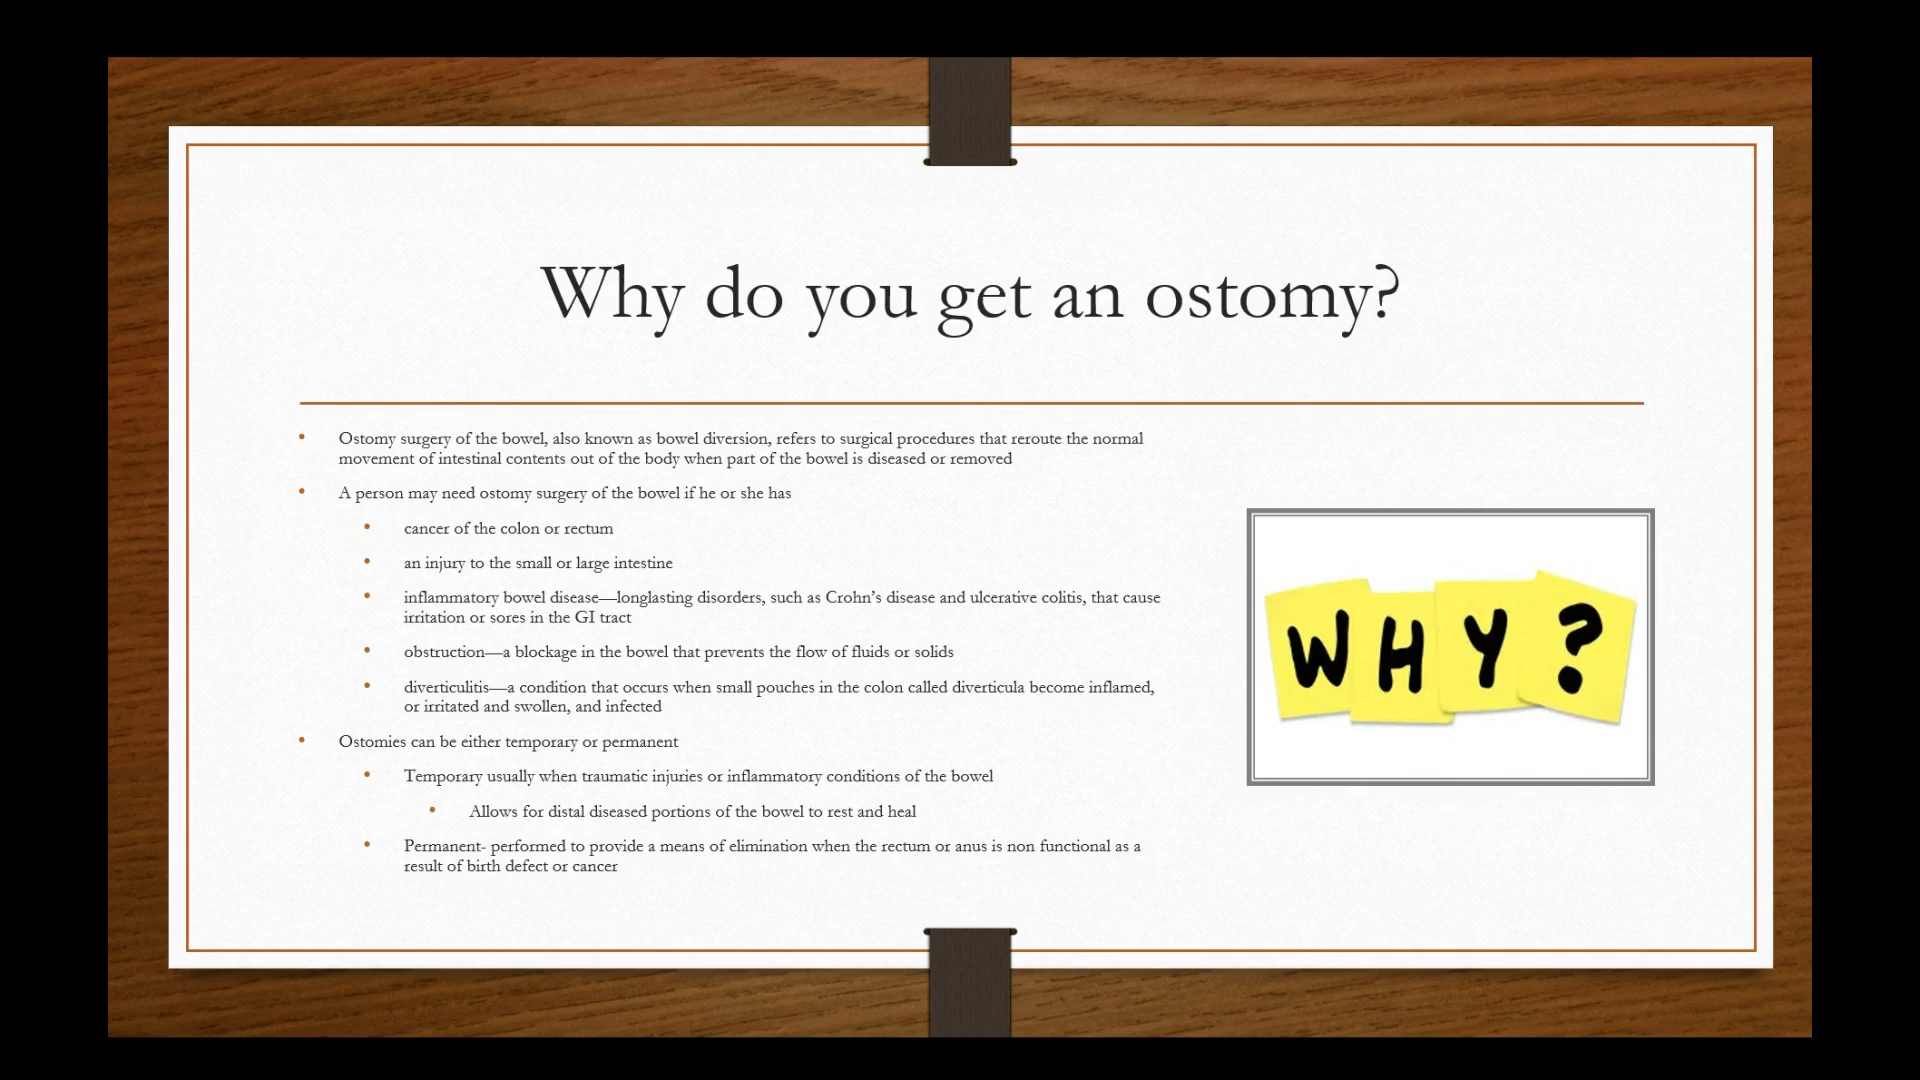 Why do you get an ostomy?
• Ostomy surgery of the bowel, also known as bowel diversion, refers to surgical procedures that reroute the normal
movement of intestinal contents out of the body when part of the bowel is diseased or removed
• A person may need ostomy surgery of the bowel if he or she has
• cancer of the colon or rectum
• an injury to the small or large intestine
• inflammatory bowel disease—longlasting disorders, such as Crohn's disease and ulcerative colitis, that cause
irritation or sores in the GI tract
• obstruction—a blockage in the bowel that prevents the flow of fluids or solids
• diverticulitis—a condition that occurs when small pouches in the colon called diverticula become inflamed,
or irritated and swollen, and infected
• Ostomies can be either temporary or permanent
• Temporary usually when traumatic injuries or inflammatory conditions of the bowel
• Allows for distal diseased portions of the bowel to rest and heal
• Permanent- performed to provide a means of elimination when the rectum or anus is non functional as a
result of birth defect or cancer
WHY?